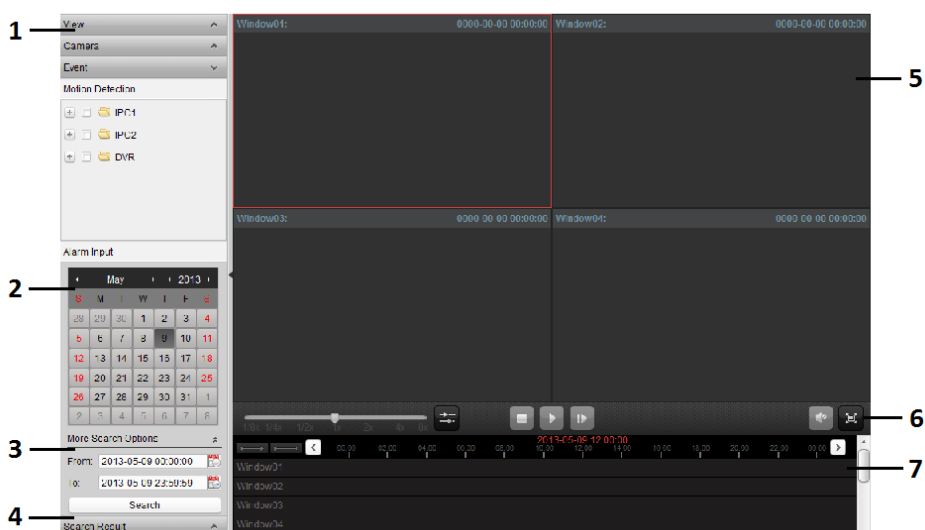 1
View
Camera
Event
Motion Detection
IPC1
IPC2
DVR
Alarm Input
2
May 2013
S M T W T F S
28 29 30 1 2 3 4
5 6 7 8 9 10 11
12 13 14 15 16 17 18
19 20 21 22 23 24 25
26 27 28 29 30 31 1
2 3 4 5 6 7 8
3
More Search Options
From: 2013-05-09 00:00:00
To: 2013-05-09 23:59:59
Search
4
Search Result
Window01: 0000-00-00 00:00:00
Window02: 0000-00-00 00:00:00
5
Window03: 0000-00-00 00:00:00
Window04: 0000-00-00 00:00:00
1/8x 1/4x 1/2x 1x 2x 4x 8x
6
2013-05-09 12:00:00
00:00 02:00 04:00 06:00 08:00 10:00 12:00 14:00 16:00 18:00 20:00 22:00 00:00
7
Window01
Window02
Window03
Window04